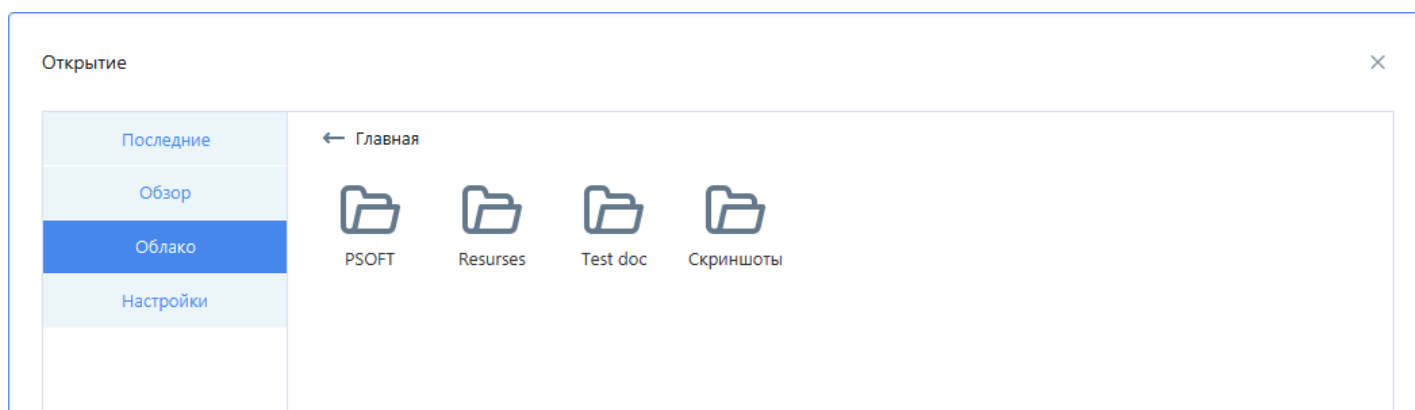 Открытие
Последние
Обзор
Облако
Настройки
Главная
PSOFT
Resurses
Test doc
Скриншоты